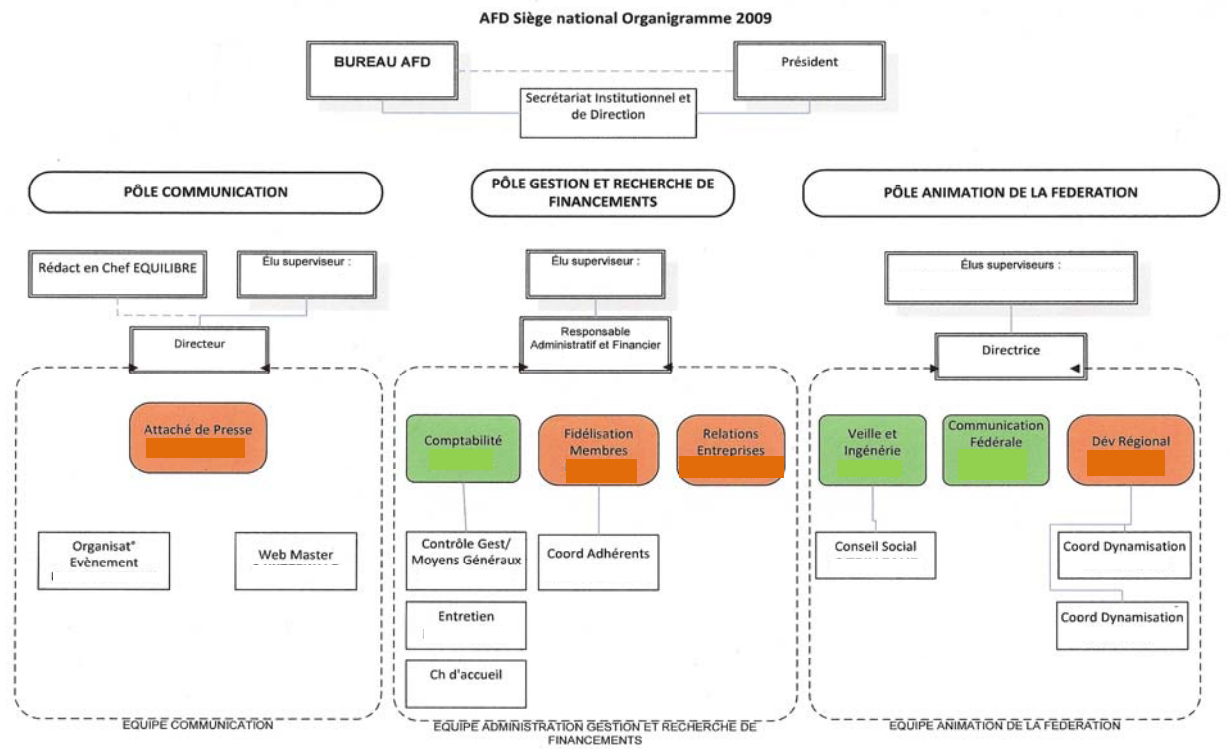 AFD Siège national Organigramme 2009
BUREAU AFD
Président
Secrétariat Institutionnel et
de Direction
PÔLE COMMUNICATION
PÔLE GESTION ET RECHERCHE DE
FINANCEMENTS
PÔLE ANIMATION DE LA FEDERATION
Rédact en Chef EQUILIBRE
Élu superviseur :
Élu superviseur :
Élus superviseurs :
Directeur
Responsable
Administratif et Financier
Directrice
Attaché de Presse
Comptabilité
Fidélisation
Membres
Relations
Entreprises
Veille et
Ingénérie
Communication
Fédérale
Dév Régional
Organisat°
Evènement
Web Master
Contrôle Gest/
Moyens Généraux
Coord Adhérents
Conseil Social
Coord Dynamisation
Entretien
Coord Dynamisation
Ch d'accueil
EQUIPE COMMUNICATION
EQUIPE ADMINISTRATION GESTION ET RECHERCHE DE
FINANCEMENTS
EQUIPE ANIMATION DE LA FEDERATION